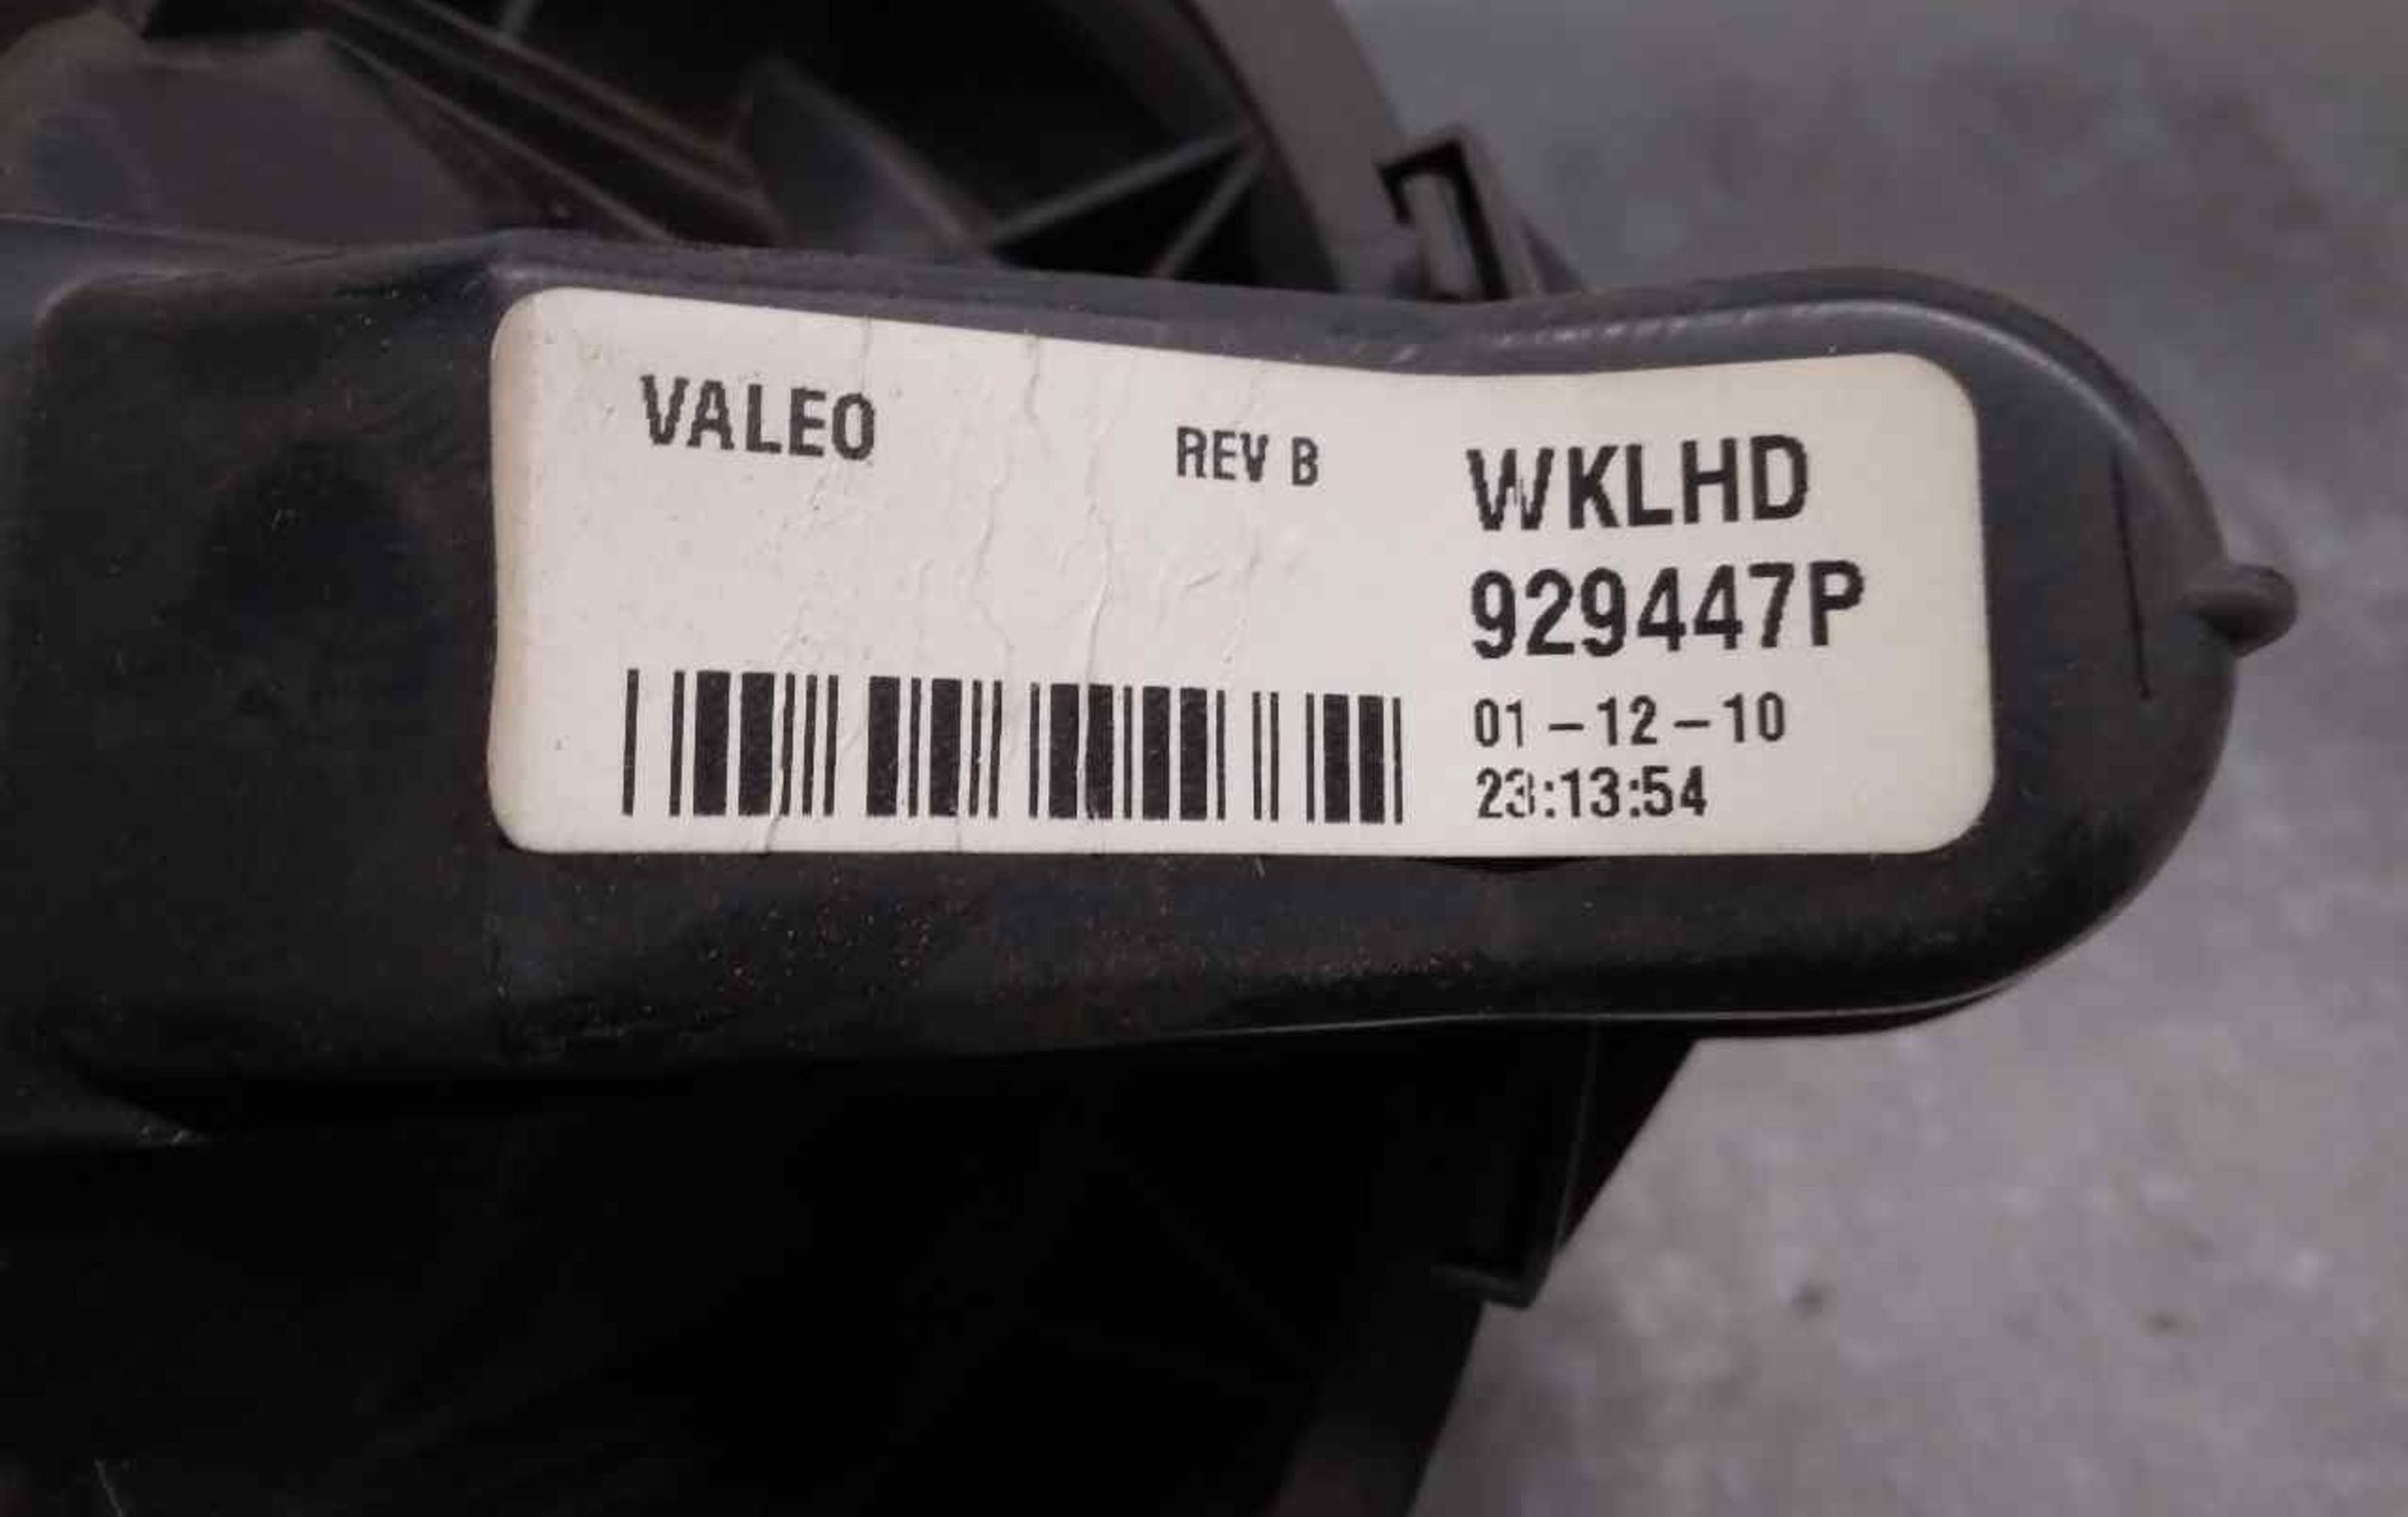 VALEO
REV B
WKLHD
929447P
01-12-10
23:13:54